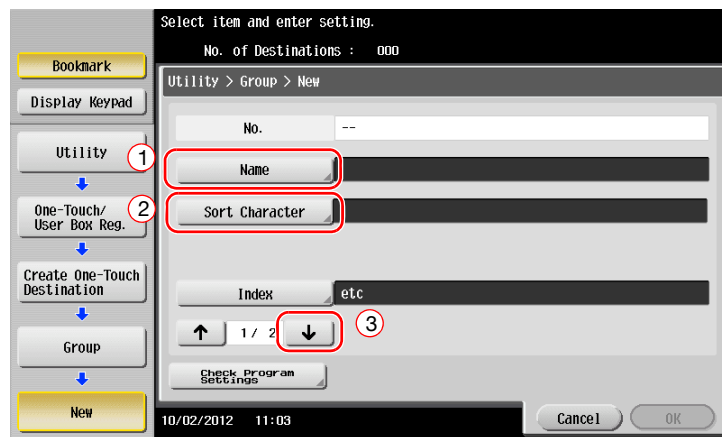 Select item and enter setting.
No. of Destinations : 000
Bookmark
Display Keypad
Utility
One-Touch/
User Box Reg.
Create One-Touch
Destination
Group
New
Utility > Group > New
No. --
1
Name
2
Sort Character
Index etc
↑ 1/ 2 ↓
3
Check Program
Settings
10/02/2012 11:03
Cancel
OK